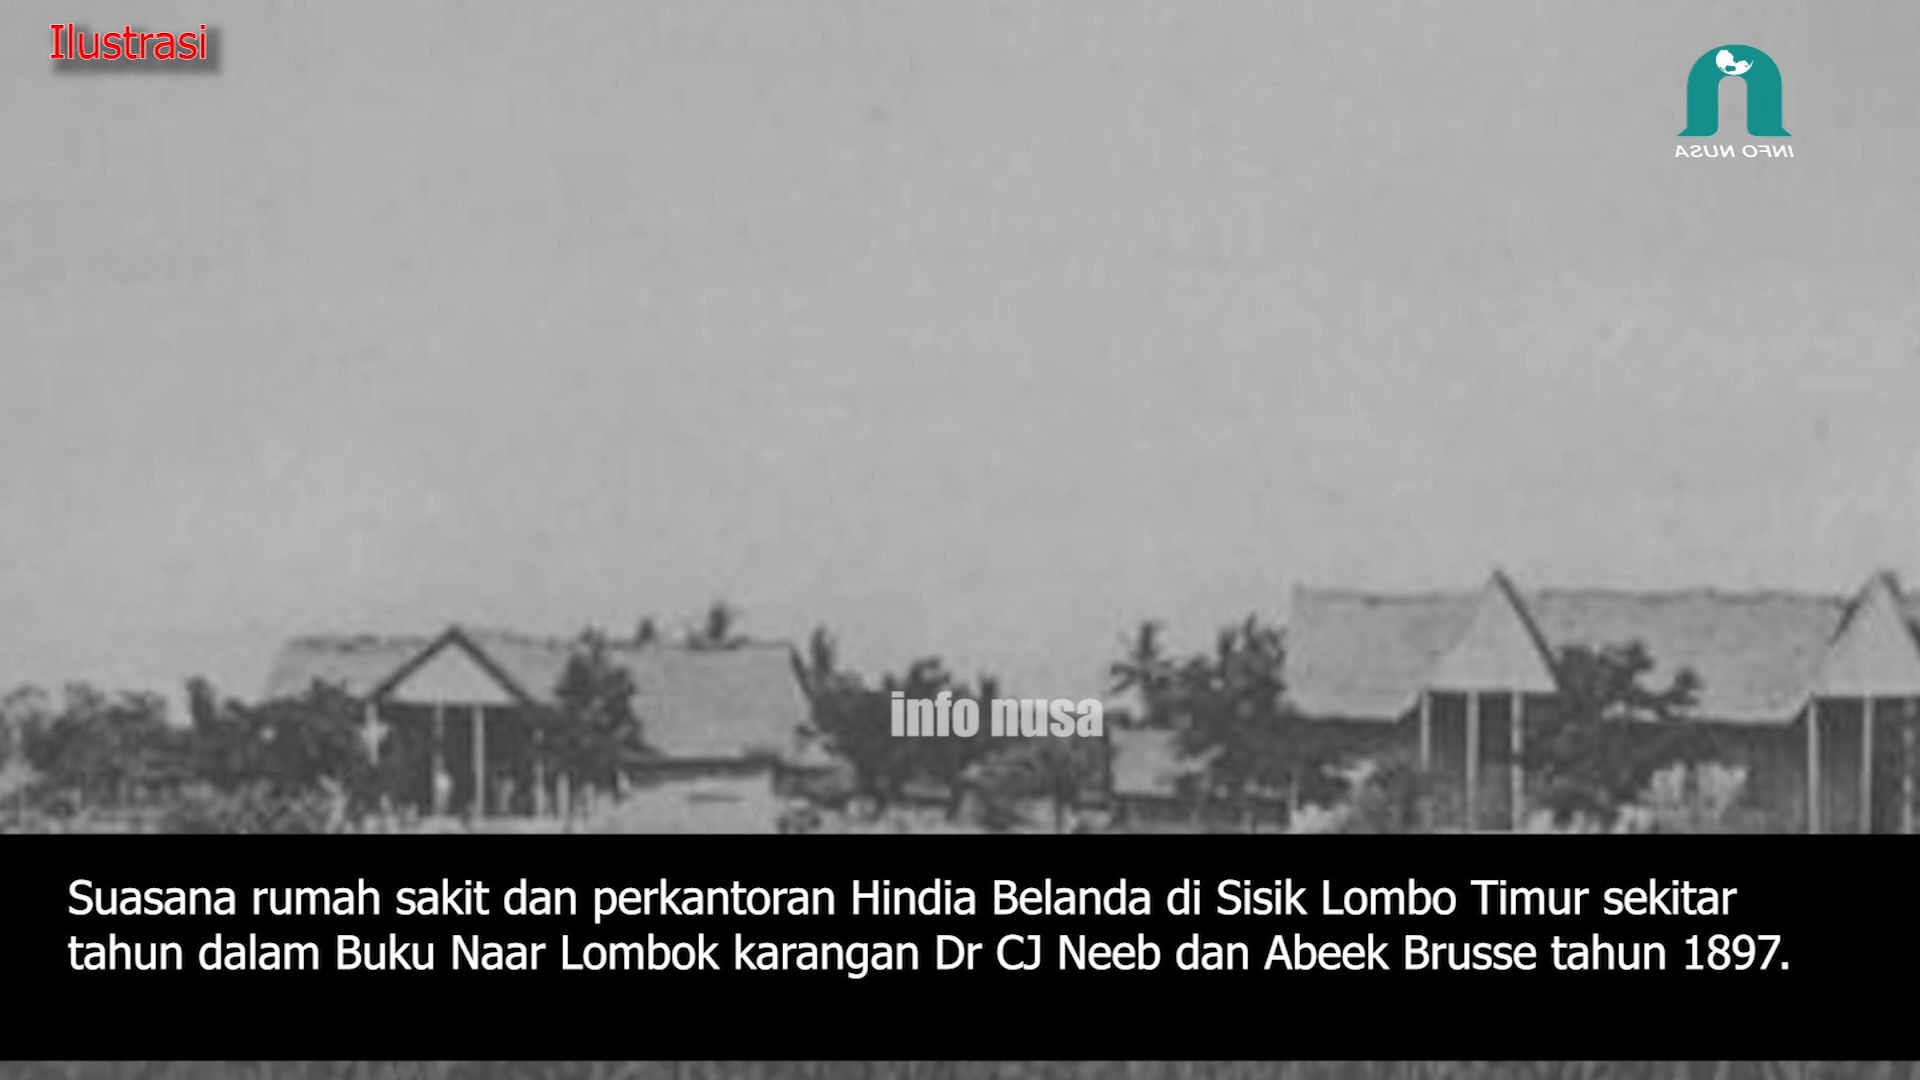 Ilustrasi
INFO NUSA
info nusa
Suasana rumah sakit dan perkantoran Hindia Belanda di Sisik Lombo Timur sekitar
tahun dalam Buku Naar Lombok karangan Dr CJ Neeb dan Abeek Brusse tahun 1897.